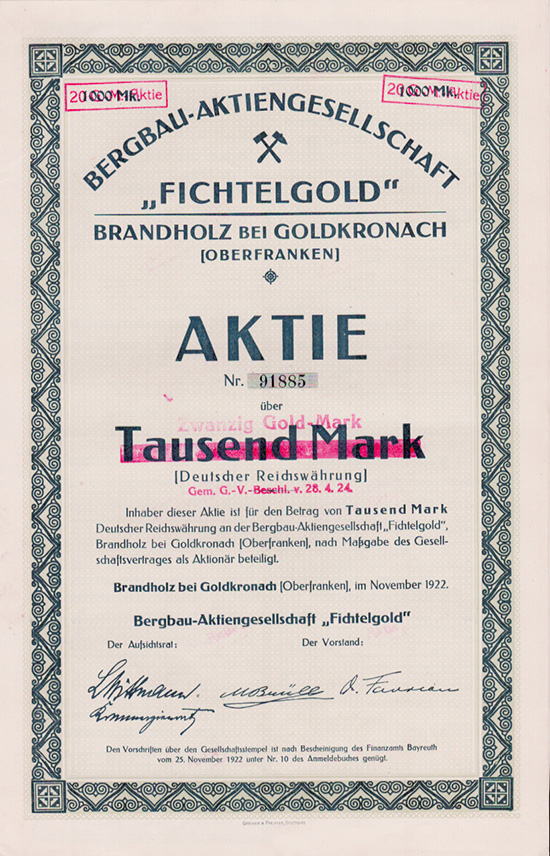 20 G. M. Aktie
1000 Mk.
20 G. M. Aktie
1000 Mk.
BERGBAU-AKTIENGESELLSCHAFT
„FICHTELGOLD"
BRANDHOLZ BEI GOLDKRONACH
[OBERFRANKEN]
AKTIE
Nr. 91885
über
Zwanzig Gold-Mark
Tausend Mark
[Deutscher Reichswährung]
Gem. G.-V.-Beschl. v. 28. 4. 24.
Inhaber dieser Aktie ist für den Betrag von Tausend Mark
Deutscher Reichswährung an der Bergbau-Aktiengesellschaft „Fichtelgold",
Brandholz bei Goldkronach [Oberfranken], nach Maßgabe des Gesell-
schaftsvertrages als Aktionär beteiligt.
Brandholz bei Goldkronach [Oberfranken], im November 1922.
Bergbau-Aktiengesellschaft „Fichtelgold"
Der Aufsichtsrat: Der Vorstand:
Den Vorschriften über den Gesellschaftsstempel ist nach Bescheinigung des Finanzamts Bayreuth
vom 25. November 1922 unter Nr. 10 des Anmeldebuches genügt.